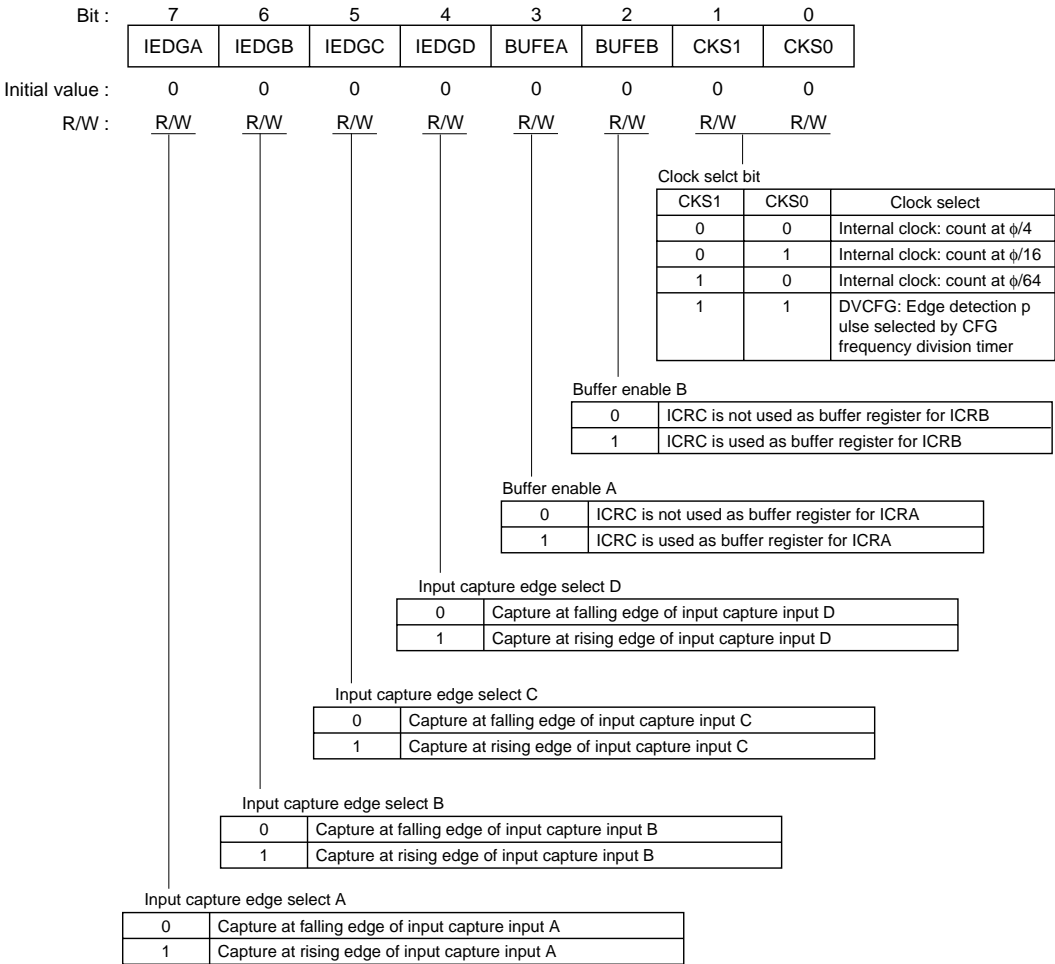 Bit : 7 6 5 4 3 2 1 0
IEDGA IEDGB IEDGC IEDGD BUFEA BUFEB CKS1 CKS0
Initial value : 0 0 0 0 0 0 0 0
R/W : R/W R/W R/W R/W R/W R/W R/W R/W
Clock selct bit
CKS1 CKS0 Clock select
0 0 Internal clock: count at ϕ/4
0 1 Internal clock: count at ϕ/16
1 0 Internal clock: count at ϕ/64
1 1 DVCFG: Edge detection p
ulse selected by CFG
frequency division timer
Buffer enable B
0 ICRC is not used as buffer register for ICRB
1 ICRC is used as buffer register for ICRB
Buffer enable A
0 ICRC is not used as buffer register for ICRA
1 ICRC is used as buffer register for ICRA
Input capture edge select D
0 Capture at falling edge of input capture input D
1 Capture at rising edge of input capture input D
Input capture edge select C
0 Capture at falling edge of input capture input C
1 Capture at rising edge of input capture input C
Input capture edge select B
0 Capture at falling edge of input capture input B
1 Capture at rising edge of input capture input B
Input capture edge select A
0 Capture at falling edge of input capture input A
1 Capture at rising edge of input capture input A